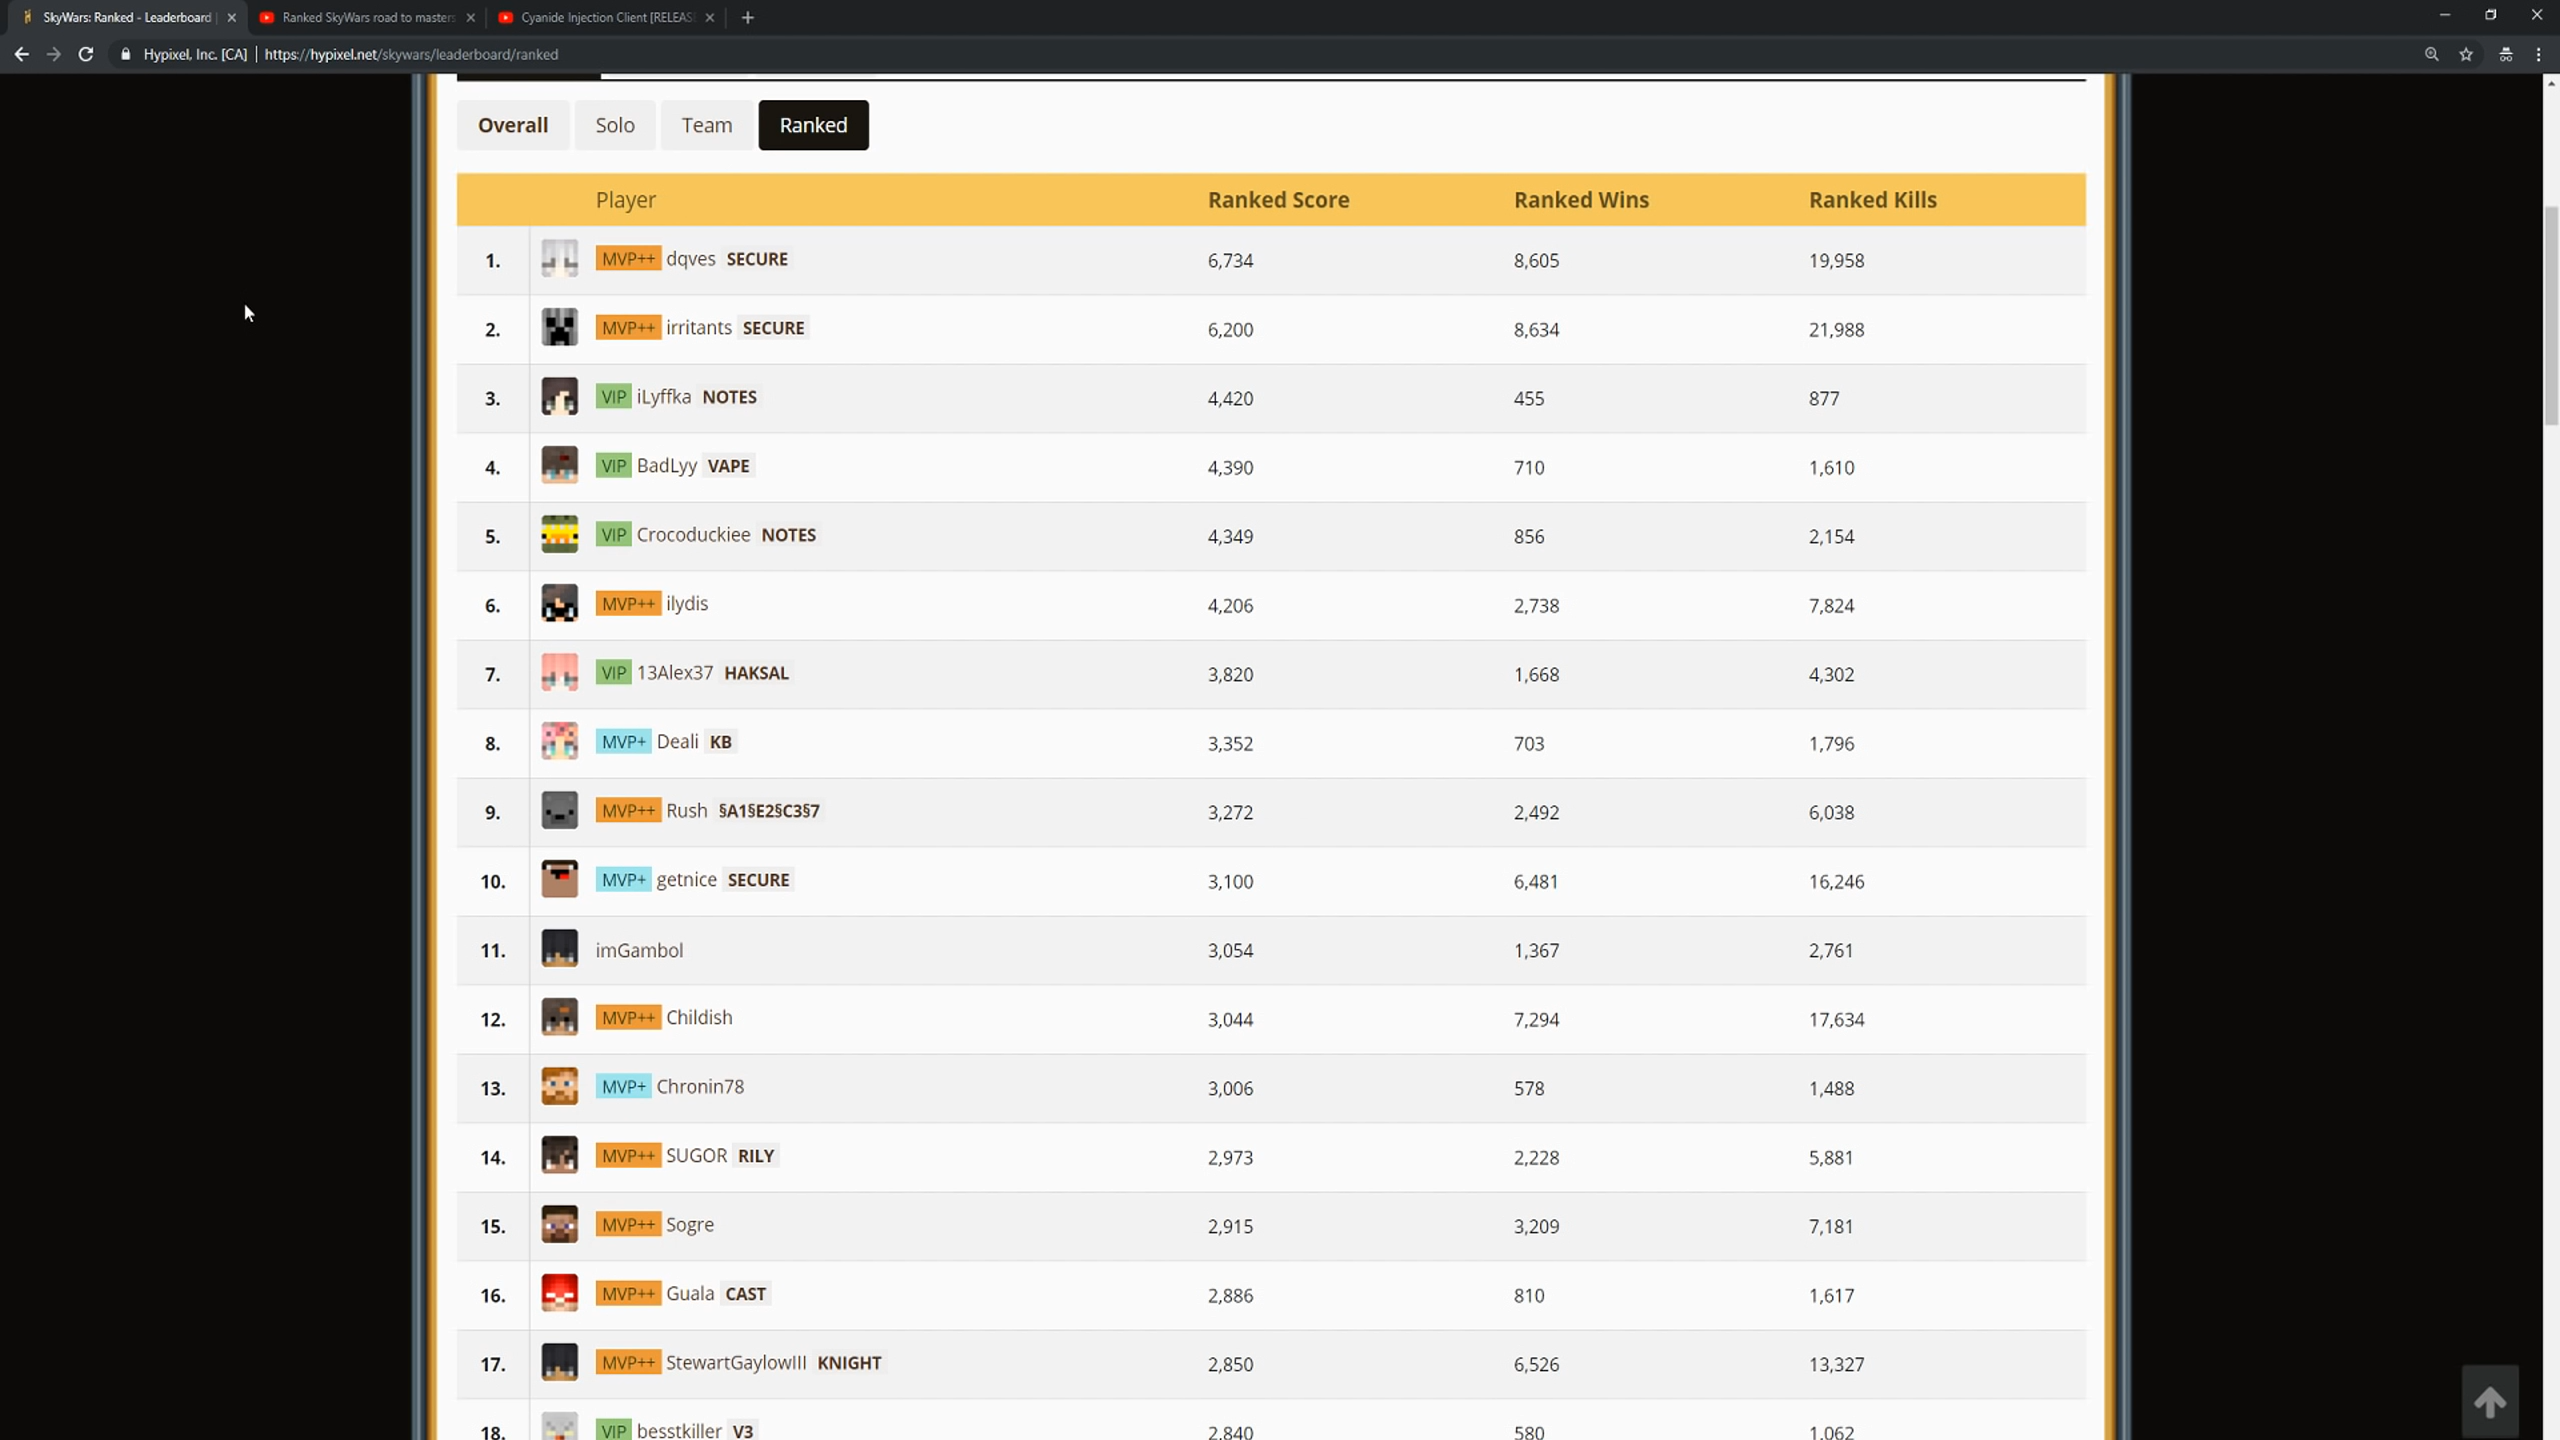 SkyWars: Ranked - Leaderboard
Ranked SkyWars road to masters
Cyanide Injection Client [RELEAS
Hypixel, Inc. [CA] | https://hypixel.net/skywars/leaderboard/ranked
Overall Solo Team Ranked
Player Ranked Score Ranked Wins Ranked Kills
1. MVP++ dqves SECURE 6,734 8,605 19,958
2. MVP++ irritants SECURE 6,200 8,634 21,988
3. VIP iLyffka NOTES 4,420 455 877
4. VIP BadLyy VAPE 4,390 710 1,610
5. VIP Crocoduckiee NOTES 4,349 856 2,154
6. MVP++ ilydis 4,206 2,738 7,824
7. VIP 13Alex37 HAKSAL 3,820 1,668 4,302
8. MVP+ Deali KB 3,352 703 1,796
9. MVP++ Rush §A1§E2§C3§7 3,272 2,492 6,038
10. MVP+ getnice SECURE 3,100 6,481 16,246
11. imGambol 3,054 1,367 2,761
12. MVP++ Childish 3,044 7,294 17,634
13. MVP+ Chronin78 3,006 578 1,488
14. MVP++ SUGOR RILY 2,973 2,228 5,881
15. MVP++ Sogre 2,915 3,209 7,181
16. MVP++ Guala CAST 2,886 810 1,617
17. MVP++ StewartGaylowIII KNIGHT 2,850 6,526 13,327
18. VIP besstkiller V3 2,840 580 1,062